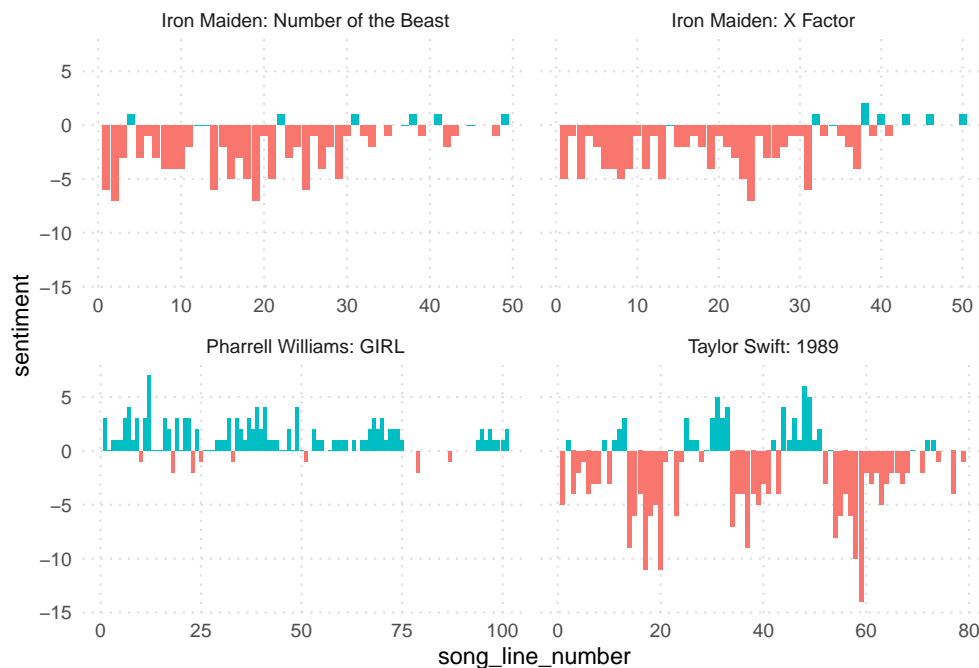 Iron Maiden: Number of the Beast
Iron Maiden: X Factor
5
0
−5
−10
−15
0 10 20 30 40 50
0 10 20 30 40 50
Pharrell Williams: GIRL
Taylor Swift: 1989
5
0
−5
−10
−15
0 25 50 75 100
0 20 40 60 80
sentiment
song_line_number